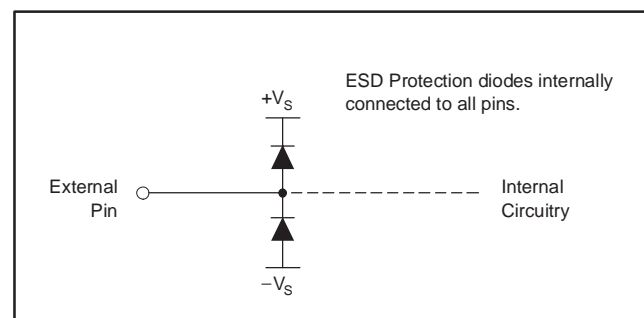 ESD Protection diodes internally
connected to all pins.
+VS
External
Pin
Internal
Circuitry
−VS